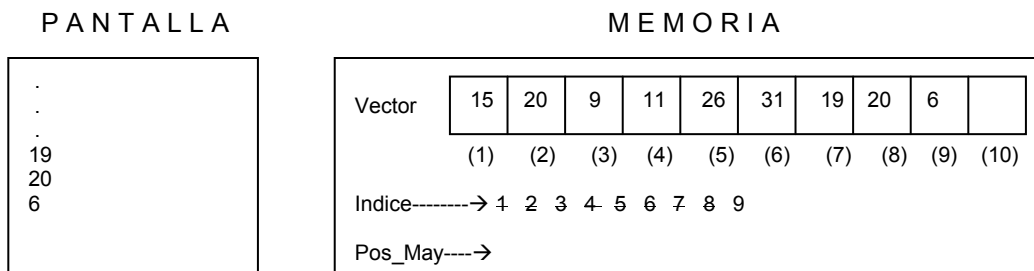 P A N T A L L A
M E M O R I A
.
.
.
19
20
6
Vector 15 20 9 11 26 31 19 20 6
(1) (2) (3) (4) (5) (6) (7) (8) (9) (10)
Indice--------→ 1 2 3 4 5 6 7 8 9
Pos_May----→